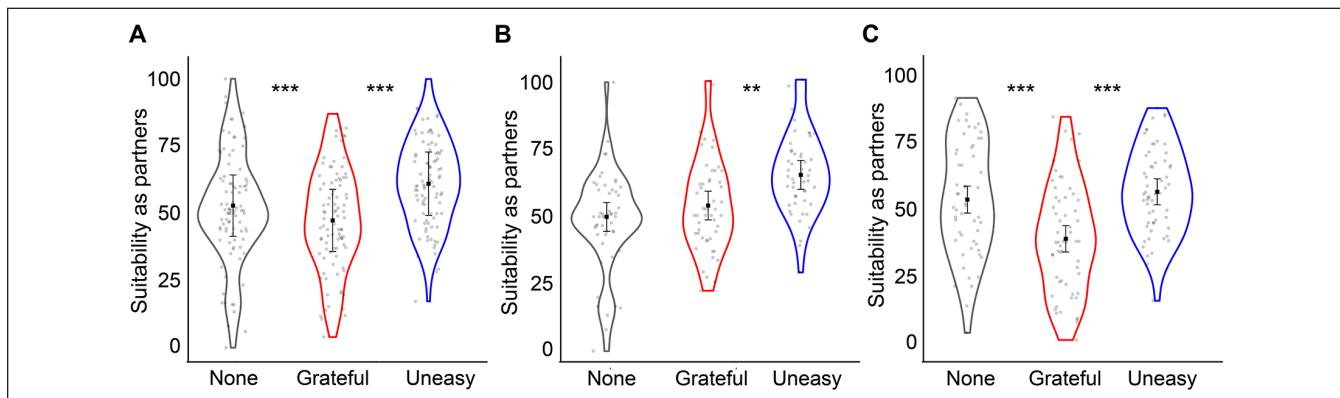 A
Suitability as partners
100
75
50
25
0
***
***
None
Grateful
Uneasy
B
Suitability as partners
100
75
50
25
0
**
None
Grateful
Uneasy
C
Suitability as partners
100
75
50
25
0
***
***
None
Grateful
Uneasy